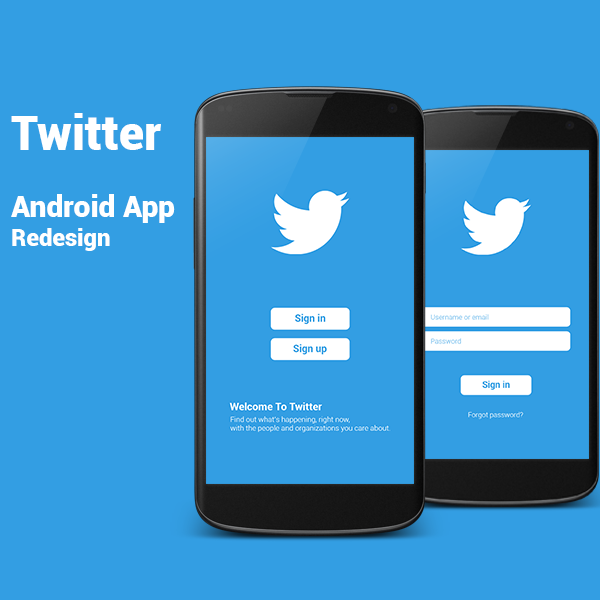 Twitter
Android App
Redesign
Sign in
Sign up
Welcome To Twitter
Find out what's happening, right now,
with the people and organizations you care about.
Username or email
Password
Sign in
Forgot password?